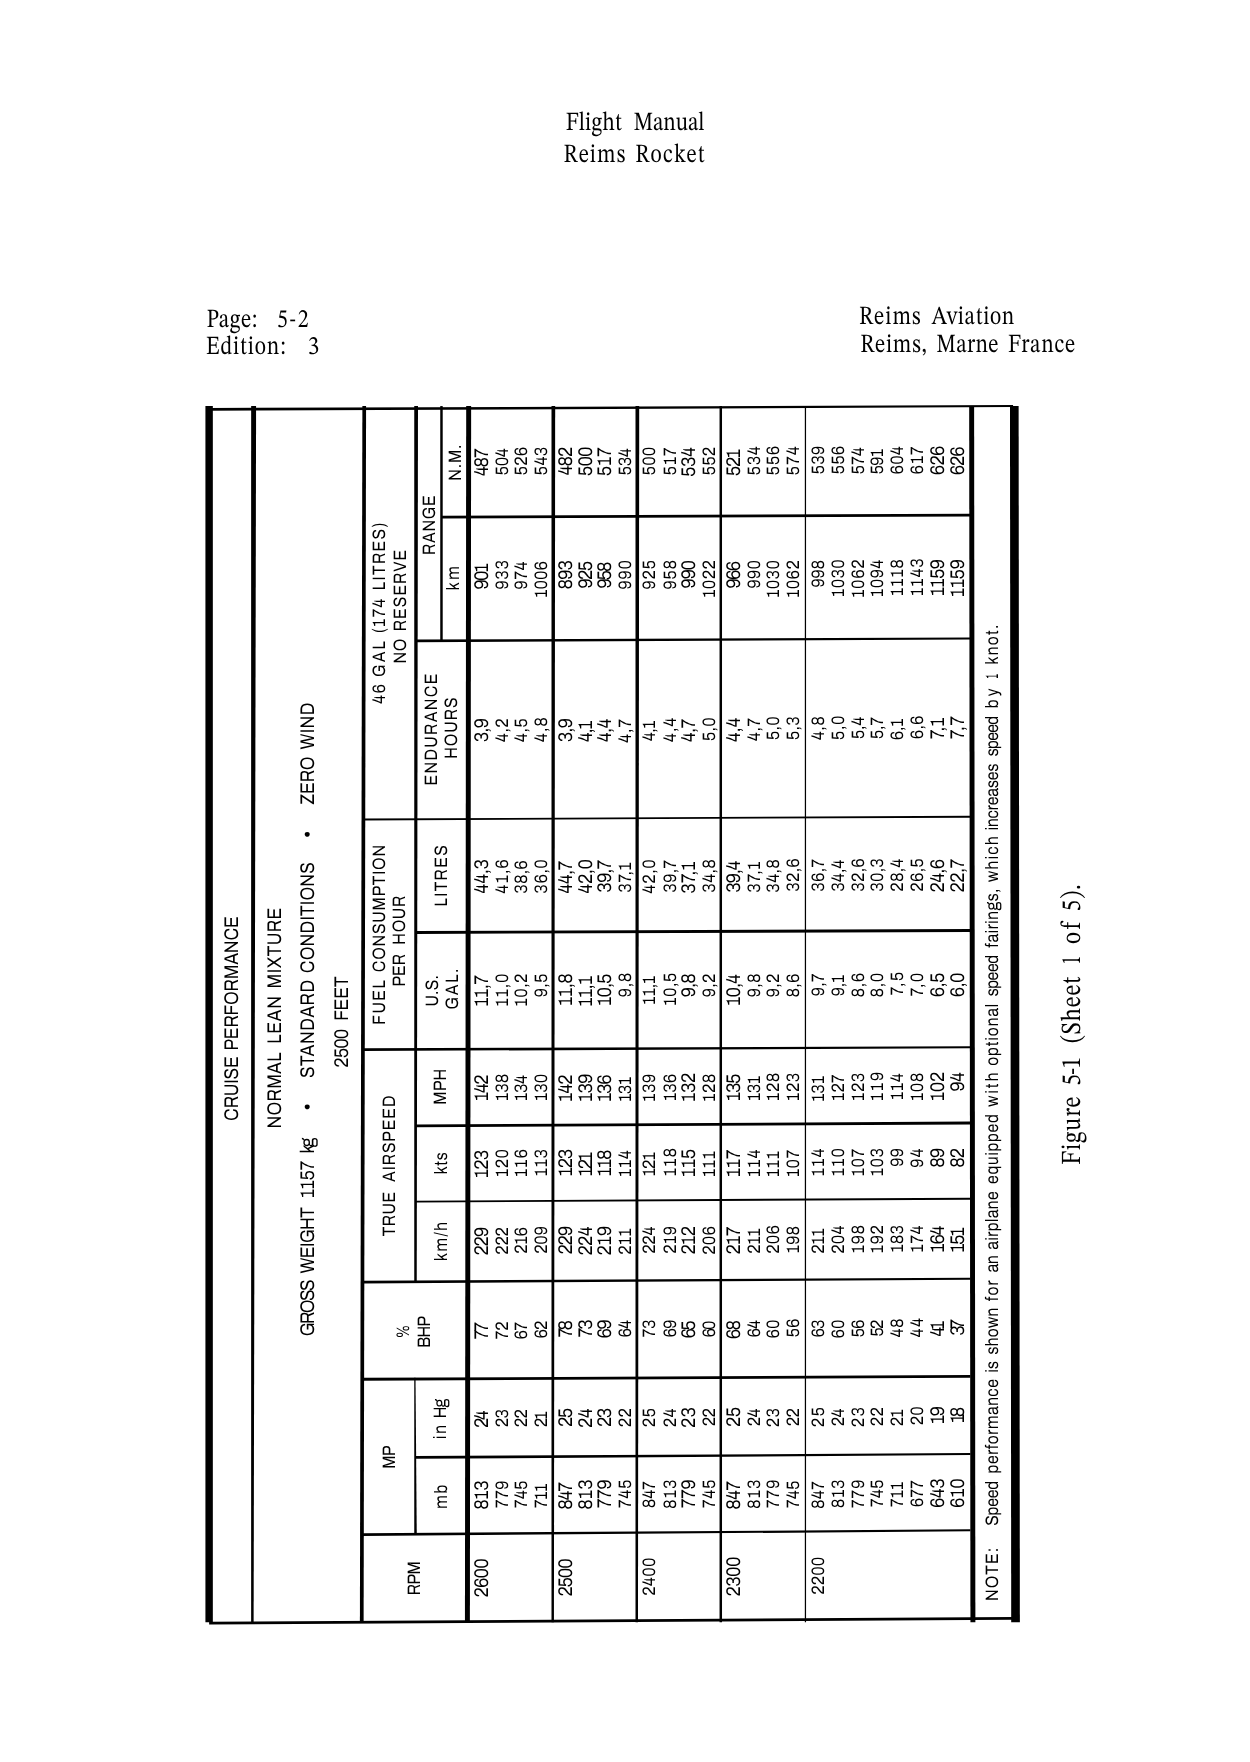 Flight Manual
Reims Rocket
Page: 5-2
Edition: 3
Reims Aviation
Reims, Marne France
CRUISE PERFORMANCE
NORMAL LEAN MIXTURE
GROSS WEIGHT 1157 kg • STANDARD CONDITIONS • ZERO WIND
2500 FEET
RPM MP % BHP TRUE AIRSPEED FUEL CONSUMPTION PER HOUR 46 GAL (174 LITRES) NO RESERVE
mb in Hg km/h kts MPH U.S. GAL. LITRES ENDURANCE HOURS RANGE km N.M.
2600 813 24 77 229 123 142 11,7 44,3 3,9 901 487
779 23 72 222 120 138 11,0 41,6 4,2 933 504
745 22 67 216 116 134 10,2 38,6 4,5 974 526
711 21 62 209 113 130 9,5 36,0 4,8 1006 543
2500 847 25 78 229 123 142 11,8 44,7 3,9 893 482
813 24 73 224 121 139 11,1 42,0 4,1 925 500
779 23 69 219 118 136 10,5 39,7 4,4 958 517
745 22 64 211 114 131 9,8 37,1 4,7 990 534
2400 847 25 73 224 121 139 11,1 42,0 4,1 925 500
813 24 69 219 118 136 10,5 39,7 4,4 958 517
779 23 65 212 115 132 9,8 37,1 4,7 990 534
745 22 60 206 111 128 9,2 34,8 5,0 1022 552
2300 847 25 68 217 117 135 10,4 39,4 4,4 966 521
813 24 64 211 114 131 9,8 37,1 4,7 990 534
779 23 60 206 111 128 9,2 34,8 5,0 1030 556
745 22 56 198 107 123 8,6 32,6 5,3 1062 574
2200 847 25 63 211 114 131 9,7 36,7 4,8 998 539
813 24 60 204 110 127 9,1 34,4 5,0 1030 556
779 23 56 198 107 123 8,6 32,6 5,4 1062 574
745 22 52 192 103 119 8,0 30,3 5,7 1094 591
711 21 48 183 99 114 7,5 28,4 6,1 1118 604
677 20 44 174 94 108 7,0 26,5 6,6 1143 617
643 19 41 164 89 102 6,5 24,6 7,1 1159 626
610 18 37 151 82 94 6,0 22,7 7,7 1159 626
NOTE: Speed performance is shown for an airplane equipped with optional speed fairings, which increases speed by 1 knot.
Figure 5-1 (Sheet 1 of 5).